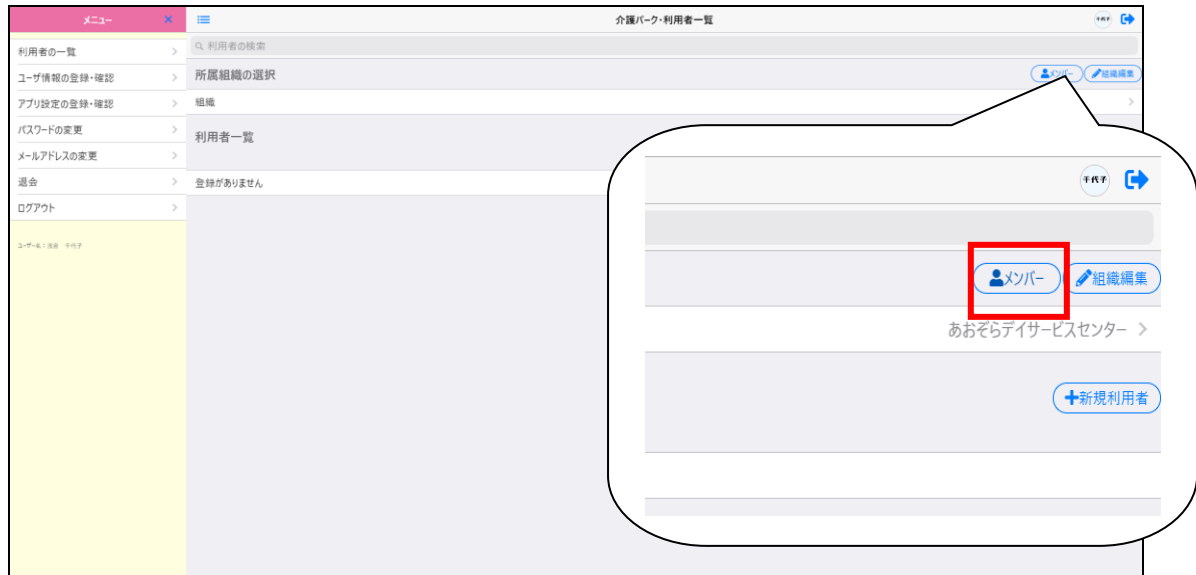 メニュー ×
介護パーク・利用者一覧
千代子
利用者の一覧
ユーザ情報の登録・確認
アプリ設定の登録・確認
パスワードの変更
メールアドレスの変更
退会
ログアウト
利用者の検索
所属組織の選択
メンバー
組織編集
組織
利用者一覧
登録がありません
千代子
メンバー
組織編集
あおぞらデイサービスセンター
+新規利用者